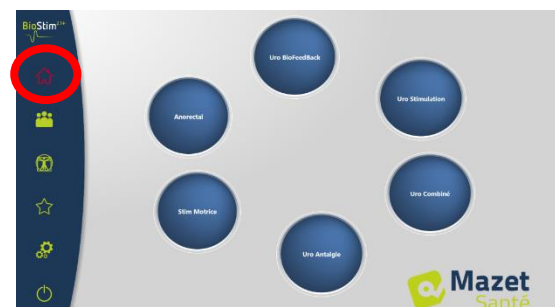 BioStim
Uro BioFeedBack
Anorectal
Uro Stimulation
Stim Motrice
Uro Combiné
Uro Antalgie
Mazet
Santé